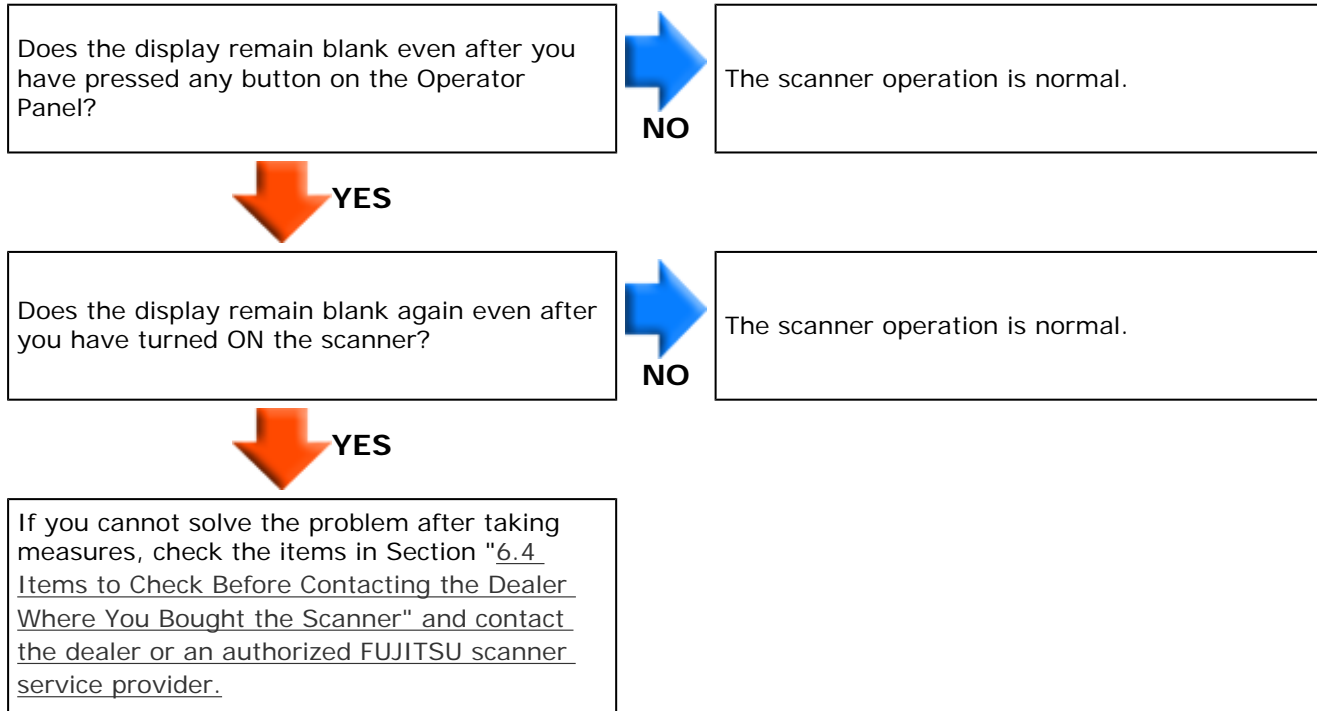 Does the display remain blank even after you
have pressed any button on the Operator
Panel?
The scanner operation is normal.
NO
YES
Does the display remain blank again even after
you have turned ON the scanner?
The scanner operation is normal.
NO
YES
If you cannot solve the problem after taking
measures, check the items in Section "6.4
Items to Check Before Contacting the Dealer
Where You Bought the Scanner" and contact
the dealer or an authorized FUJITSU scanner
service provider.